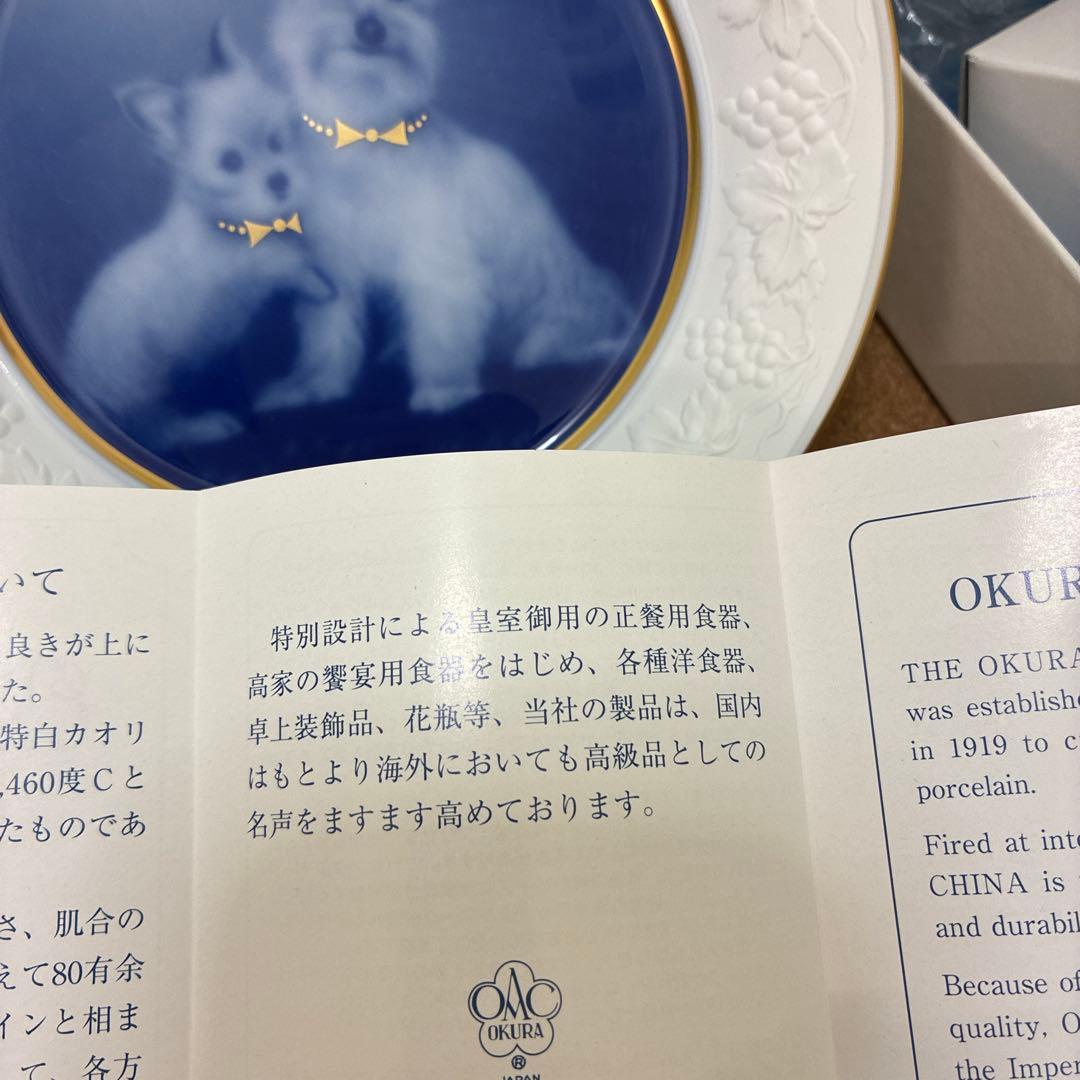 いて
良きが上に
た。
特白カオリ
,460度Cと
たものであ
さ、肌合の
えて80有余
インと相ま
て、各方
特別設計による皇室御用の正餐用食器、
高家の饗宴用食器をはじめ、各種洋食器、
卓上装飾品、花瓶等、当社の製品は、国内
はもとより海外においても高級品としての
名声をますます高めております。
OAC
OKURA
®
JAPAN
OKUR
THE OKURA
was establishe
in 1919 to c
porcelain.
Fired at inte
CHINA is
and durabil
Because of
quality, O
the Imper